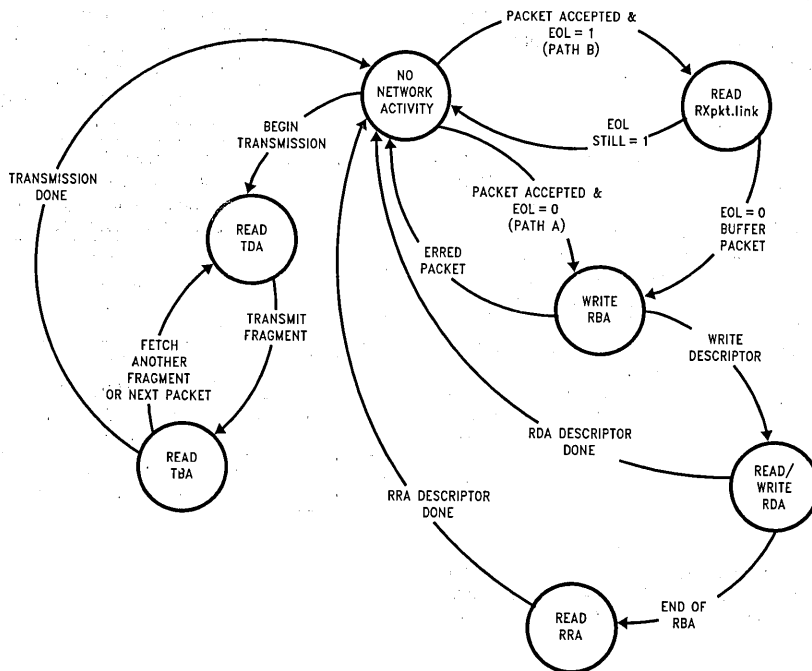 PACKET ACCEPTED &
EOL = 1
(PATH B)
NO
NETWORK
ACTIVITY
READ
RXpkt.link
EOL
STILL = 1
BEGIN
TRANSMISSION
TRANSMISSION
DONE
PACKET ACCEPTED &
EOL = 0
(PATH A)
EOL = 0
BUFFER
PACKET
READ
TDA
ERRED
PACKET
WRITE
RBA
TRANSMIT
FRAGMENT
FETCH
ANOTHER
FRAGMENT
OR NEXT PACKET
WRITE
DESCRIPTOR
READ
TBA
RDA DESCRIPTOR
DONE
READ/
WRITE
RDA
RRA DESCRIPTOR
DONE
READ
RRA
END OF
RBA